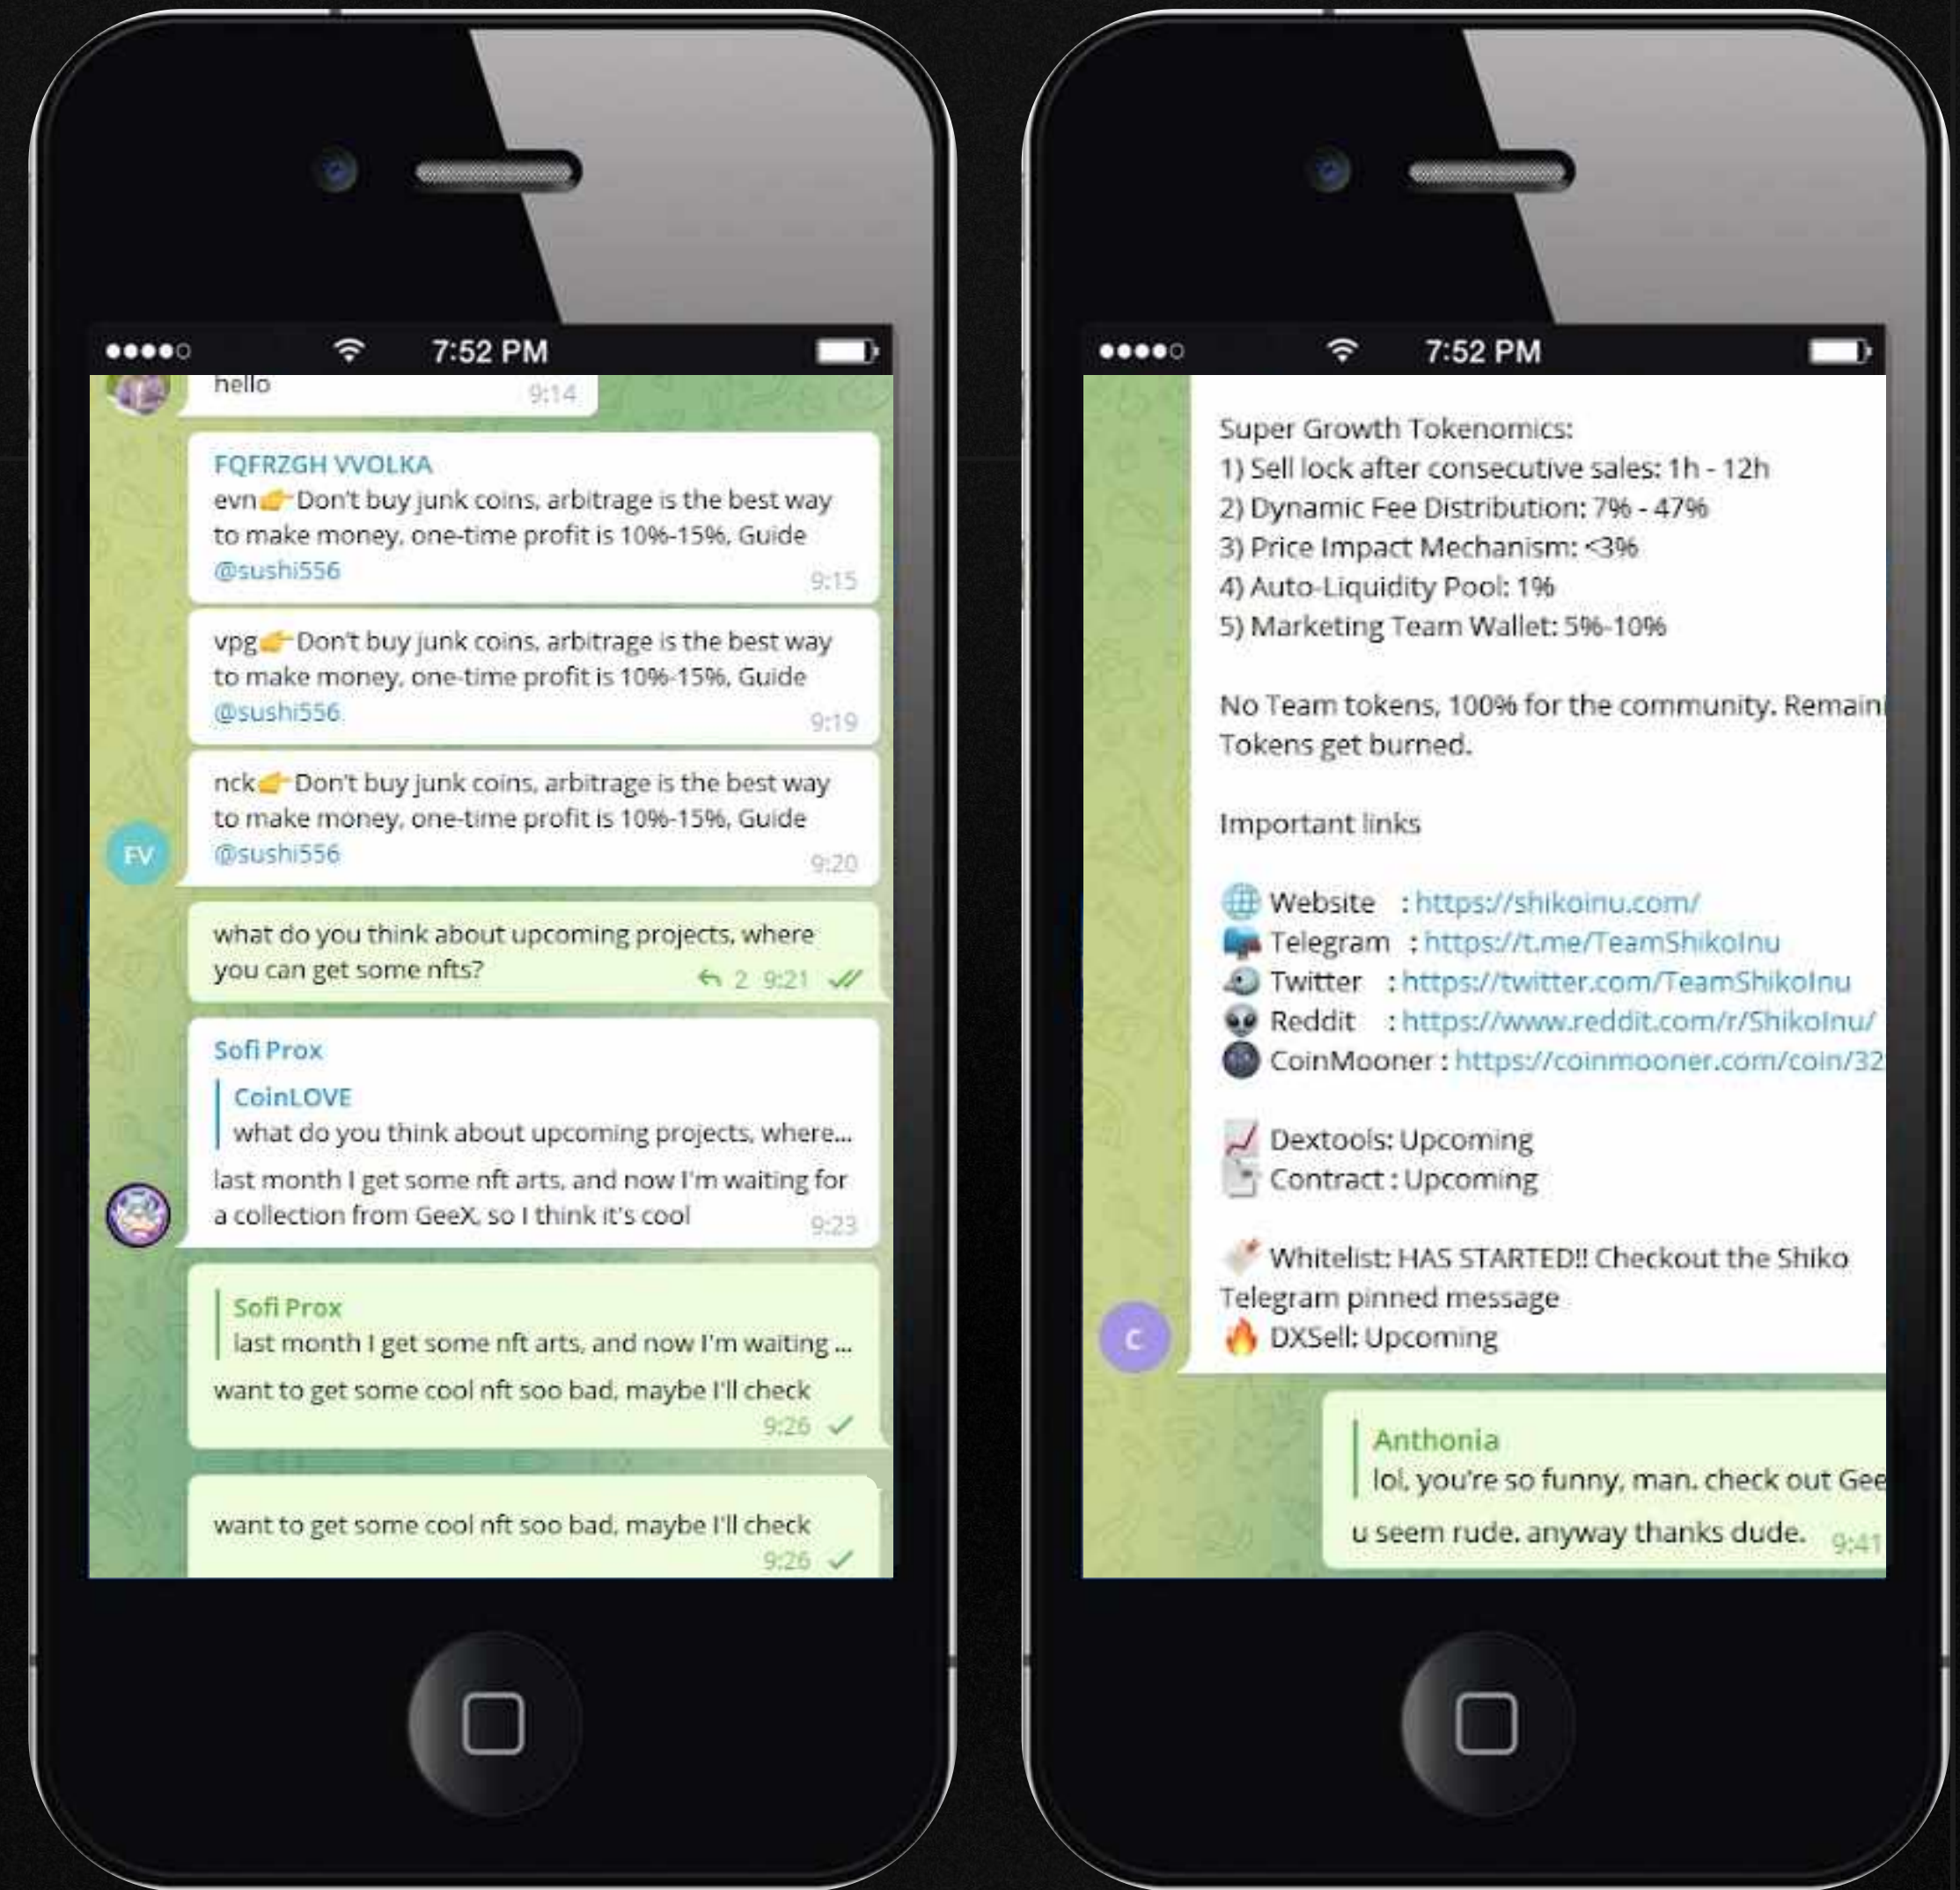 7:52 PM
hello
9:14
FQFRZGH VVOLKA
evn👉Don't buy junk coins, arbitrage is the best way
to make money, one-time profit is 10%-15%, Guide
@sushi556
9:15
vpg👉Don't buy junk coins, arbitrage is the best way
to make money, one-time profit is 10%-15%, Guide
@sushi556
9:19
nck👉Don't buy junk coins, arbitrage is the best way
to make money, one-time profit is 10%-15%, Guide
FV
@sushi556
9:20
what do you think about upcoming projects, where
you can get some nfts?
2 9:21
Sofi Prox
CoinLOVE
what do you think about upcoming projects, where...
last month I get some nft arts, and now I'm waiting for
a collection from GeeX, so I think it's cool
9:23
Sofi Prox
last month I get some nft arts, and now I'm waiting ...
want to get some cool nft soo bad, maybe I'll check
9:26
want to get some cool nft soo bad, maybe I'll check
9:26
7:52 PM
Super Growth Tokenomics:
1) Sell lock after consecutive sales: 1h - 12h
2) Dynamic Fee Distribution: 7% - 47%
3) Price Impact Mechanism: <3%
4) Auto-Liquidity Pool: 1%
5) Marketing Team Wallet: 5%-10%
No Team tokens, 100% for the community. Remaini
Tokens get burned.
Important links
🌐 Website : https://shikoinu.com/
📪 Telegram : https://t.me/TeamShikoInu
🐦 Twitter : https://twitter.com/TeamShikoInu
👽 Reddit : https://www.reddit.com/r/ShikoInu/
🌚 CoinMooner : https://coinmooner.com/coin/32
📈 Dextools: Upcoming
📑 Contract : Upcoming
Whitelist: HAS STARTED!! Checkout the Shiko
Telegram pinned message
C
🔥 DXSell: Upcoming
Anthonia
lol, you're so funny, man. check out Gee
u seem rude. anyway thanks dude.
9:41